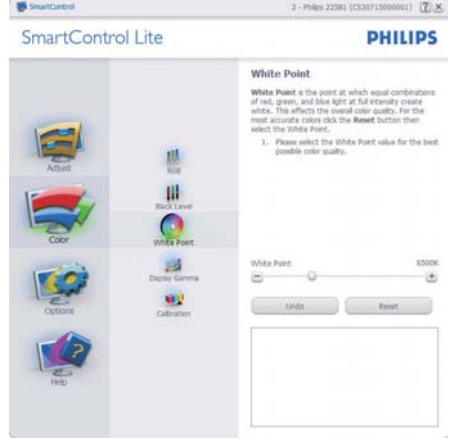 SmartControl
2 - Philips 225B1 (CS30715000001)
SmartControl Lite
PHILIPS
Adjust
Color
Options
Help
RGB
Black Level
White Point
Display Gamma
Calibration
White Point
White Point is the point at which equal combinations
of red, green, and blue light at full intensity create
white. This effects the overall color quality. For the
most accurate colors click the Reset button then
select the White Point.
1. Please select the White Point value for the best
possible color quality.
White Point 6500K
Undo Reset